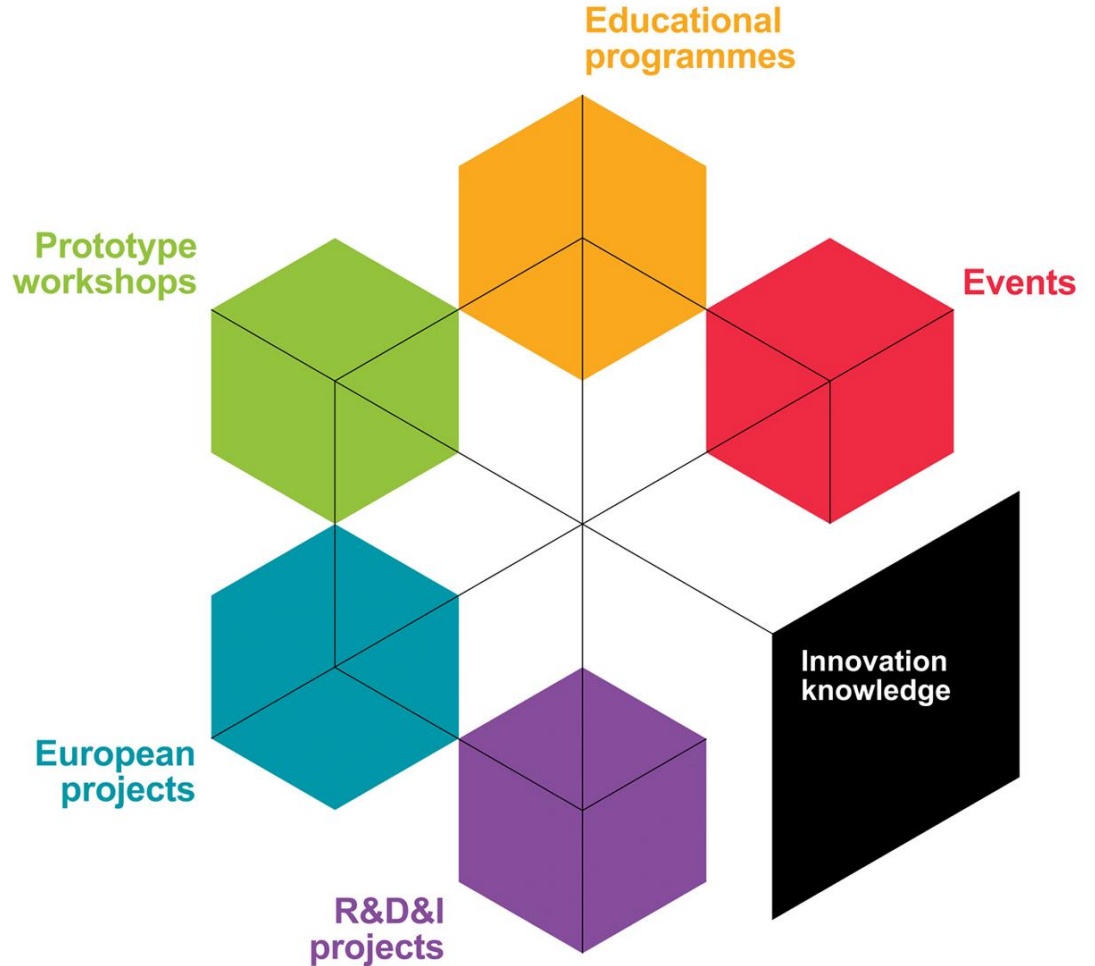 Educational
programmes
Prototype
workshops
Events
Innovation
knowledge
European
projects
R&D&I
projects